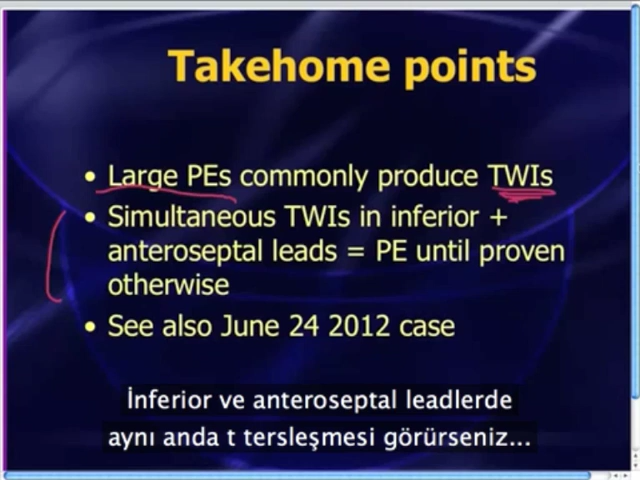 Takehome points
• Large PEs commonly produce TWIs
• Simultaneous TWIs in inferior +
anteroseptal leads = PE until proven
otherwise
• See also June 24 2012 case
İnferior ve anteroseptal leadlerde
aynı anda t tersleşmesi görürseniz...